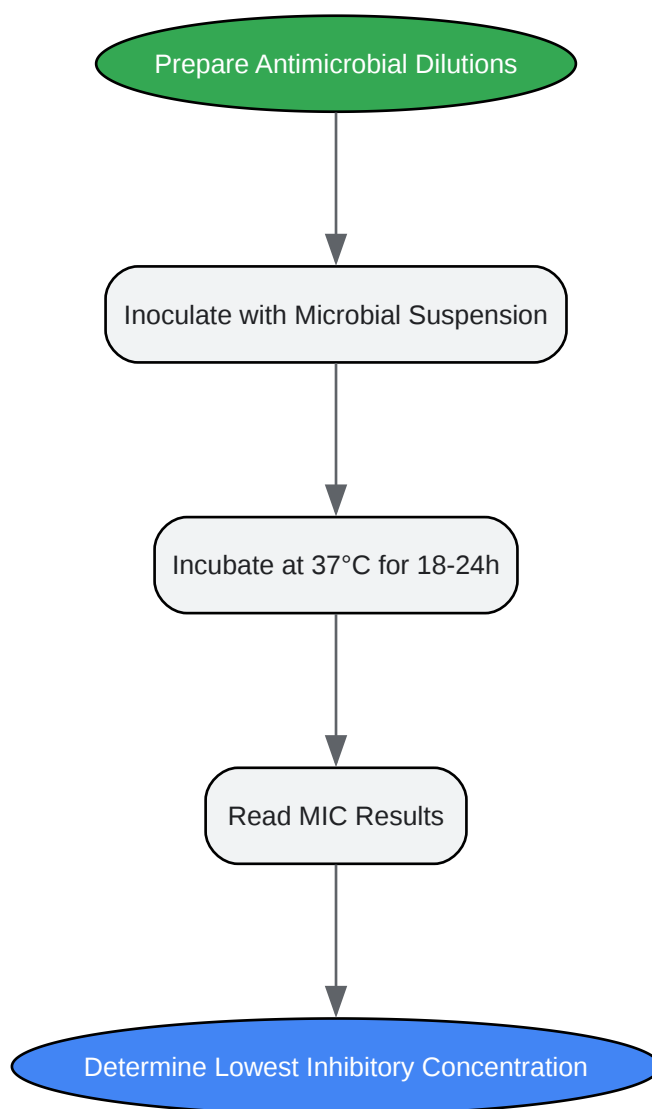 Prepare Antimicrobial Dilutions
Inoculate with Microbial Suspension
Incubate at 37°C for 18-24h
Read MIC Results
Determine Lowest Inhibitory Concentration